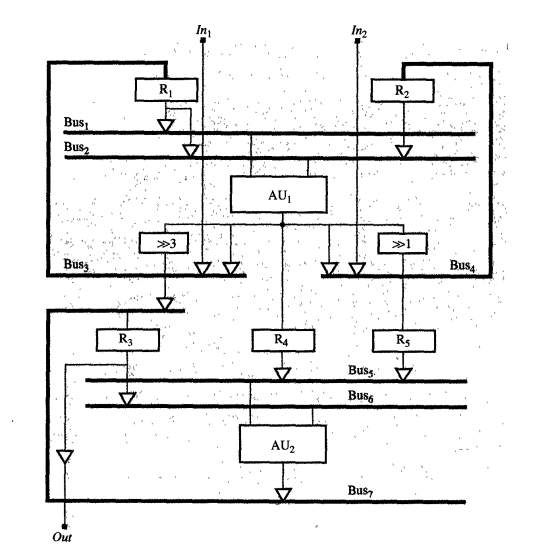 In₁ In₂
R₁ R₂
Bus₁
Bus₂
AU₁
≫3 ≫1
Bus₃ Bus₄
R₃ R₄ R₅
Bus₅
Bus₆
AU₂
Bus₇
Out